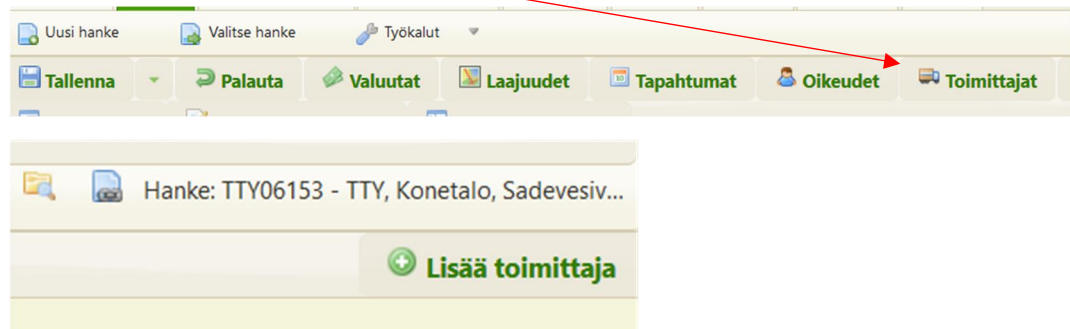 Uusi hanke Valitse hanke Työkalut
Tallenna Palauta Valuutat Laajuudet Tapahtumat Oikeudet Toimittajat
Hanke: TTY06153 - TTY, Konetalo, Sadevesiv...
Lisää toimittaja